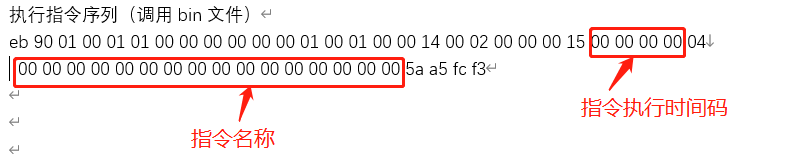 执行指令序列（调用 bin 文件）
eb 90 01 00 01 01 00 00 00 00 00 00 01 00 01 00 00 14 00 02 00 00 00 15 00 00 00 00 04
00 00 00 00 00 00 00 00 00 00 00 00 00 00 00 00 5a a5 fc f3
指令执行时间码
指令名称